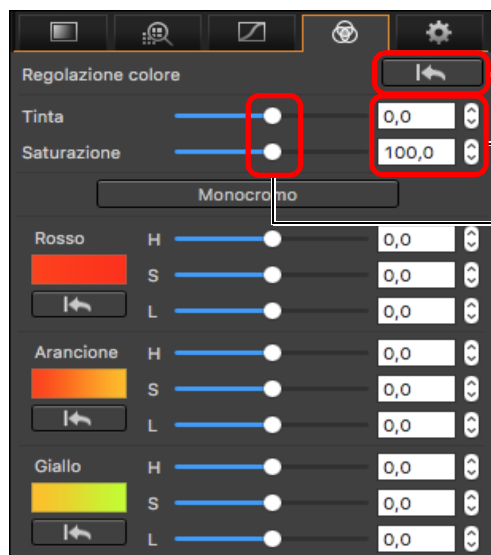 Regolazione colore
Tinta 0,0
Saturazione 100,0
Monocromo
Rosso H 0,0
S 0,0
L 0,0
Arancione H 0,0
S 0,0
L 0,0
Giallo H 0,0
S 0,0
L 0,0